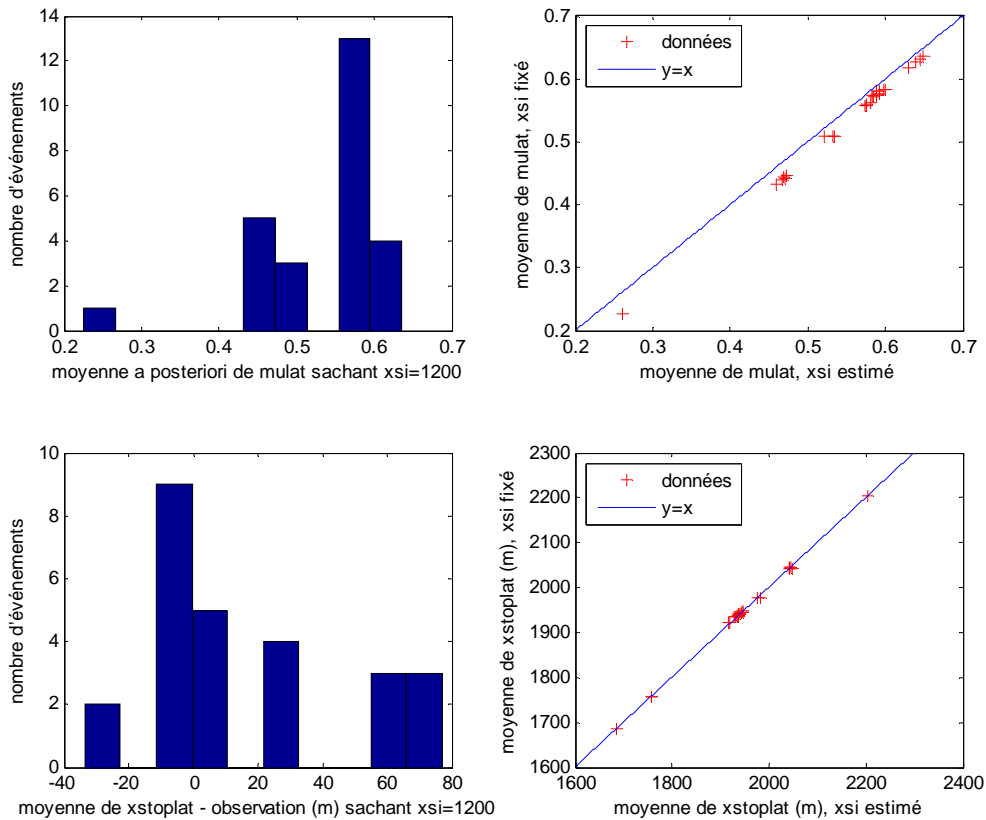 14
12
10
8
6
4
2
0
nombre d'événements
0.2 0.3 0.4 0.5 0.6 0.7
moyenne a posteriori de mulat sachant xsi=1200
0.7
0.6
0.5
0.4
0.3
0.2
moyenne de mulat, xsi fixé
données
y=x
0.2 0.3 0.4 0.5 0.6 0.7
moyenne de mulat, xsi estimé
10
8
6
4
2
0
nombre d'événements
-40 -20 0 20 40 60 80
moyenne de xstoplat - observation (m) sachant xsi=1200
2300
2200
2100
2000
1900
1800
1700
1600
moyenne de xstoplat (m), xsi fixé
données
y=x
1600 1800 2000 2200 2400
moyenne de xstoplat (m), xsi estimé